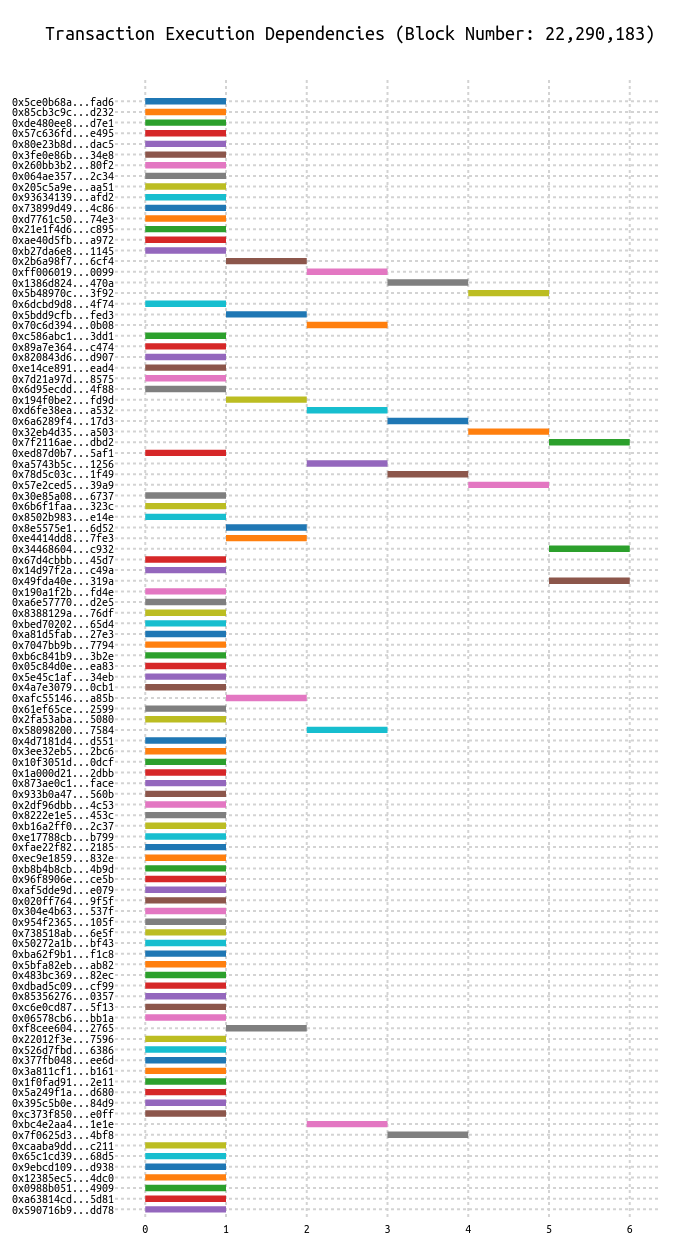 Transaction Execution Dependencies (Block Number: 22,290,183)
0x5ce0b68a...fad6
0x85cb3c9c...d232
0xde480ee8...d7e1
0x57c636fd...e495
0x80e23b8d...dac5
0x3fe0e86b...34e8
0x260bb3b2...80f2
0x064ae357...2c34
0x205c5a9e...aa51
0x93634139...afd2
0x73899d49...4c86
0xd7761c50...74e3
0x21e1f4d6...c895
0xae40d5fb...a972
0xb27da6e8...1145
0x2b6a98f7...6cf4
0xff006019...0099
0x1386d824...470a
0x5b48970c...3f92
0x6dcbd9d8...4f74
0x5bdd9cfb...fed3
0x70c6d394...0b08
0xc586abc1...3dd1
0x89a7e364...c474
0x820843d6...d907
0xe14ce891...ead4
0x7d21a97d...8575
0x6d95ecdd...4f88
0x194f0be2...fd9d
0xd6fe38ea...a532
0x6a6289f4...17d3
0x32eb4d35...a503
0x7f2116ae...dbd2
0xed87d0b7...5af1
0xa5743b5c...1256
0x78d5c03c...1f49
0x57e2ced5...39a9
0x30e85a08...6737
0x6b6f1faa...323c
0x8502b983...e14e
0x8e5575e1...6d52
0xe4414dd8...7fe3
0x34468604...c932
0x67d4cbbb...45d7
0x14d97f2a...c49a
0x49fda40e...319a
0x190a1f2b...fd4e
0xa6e57770...d2e5
0x8388129a...76df
0xbed70202...65d4
0xa81d5fab...27e3
0x7047bb9b...7794
0xb6c841b9...3b2e
0x05c84d0e...ea83
0x5e45c1af...34eb
0x4a7e3079...0cb1
0xafc55146...a85b
0x61ef65ce...2599
0x2fa53aba...5080
0x58098200...7584
0x4d7181d4...d551
0x3ee32eb5...2bc6
0x10f3051d...0dcf
0x1a000d21...2dbb
0x873ae0c1...face
0x933b0a47...560b
0x2df96dbb...4c53
0x8222e1e5...453c
0xb16a2ff0...2c37
0xe17788cb...b799
0xfae22f82...2185
0xec9e1859...832e
0xb8b4b8cb...4b9d
0x96f8906e...ce5b
0xaf5dde9d...e079
0x020ff764...9f5f
0x304e4b63...537f
0x954f2365...105f
0x738518ab...6e5f
0x50272a1b...bf43
0xba62f9b1...f1c8
0x5bfa82eb...ab82
0x483bc369...82ec
0xdbad5c09...cf99
0x85356276...0357
0xc6e0cd87...5f13
0x06578cb6...bb1a
0xf8cee604...2765
0x22012f3e...7596
0x526d7fbd...6386
0x377fb048...ee6d
0x3a811cf1...b161
0x1f0fad91...2e11
0x5a249f1a...d680
0x395c5b0e...84d9
0xc373f850...e0ff
0xbc4e2aa4...1e1e
0x7f0625d3...4bf8
0xcaaba9dd...c211
0x65c1cd39...68d5
0x9ebcd109...d938
0x12385ec5...4dc0
0x0988b051...4909
0xa63814cd...5d81
0x590716b9...dd78
0 1 2 3 4 5 6